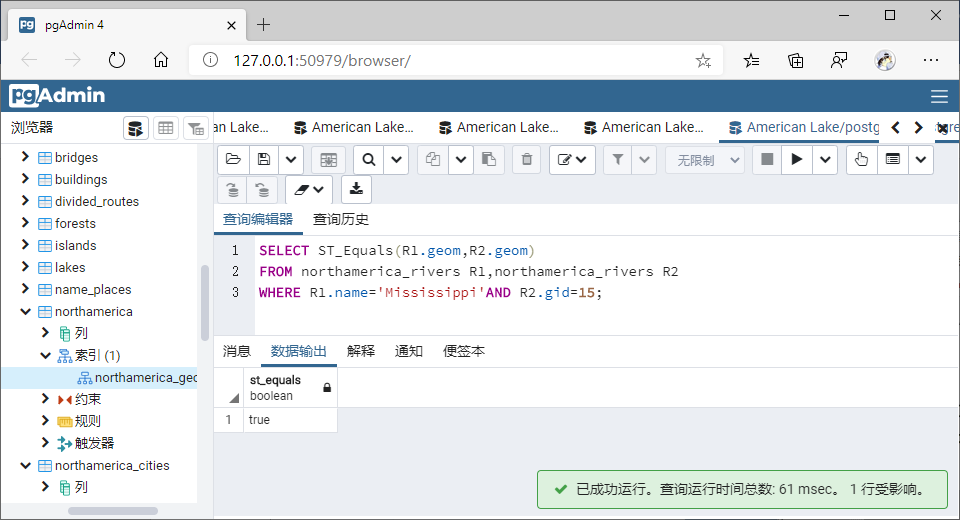 pgAdmin 4
127.0.0.1:50979/browser/
pgAdmin
浏览器
an Lake…
American Lake…
American Lake…
American Lake…
American Lake/postg
bridges
buildings
divided_routes
forests
islands
lakes
name_places
northamerica
列
索引 (1)
northamerica_geo
约束
规则
触发器
northamerica_cities
列
无限制
查询编辑器 查询历史
1 SELECT ST_Equals(R1.geom,R2.geom)
2 FROM northamerica_rivers R1,northamerica_rivers R2
3 WHERE R1.name='Mississippi'AND R2.gid=15;
消息 数据输出 解释 通知 便签本
st_equals
boolean
1 true
已成功运行。查询运行时间总数: 61 msec。 1 行受影响。